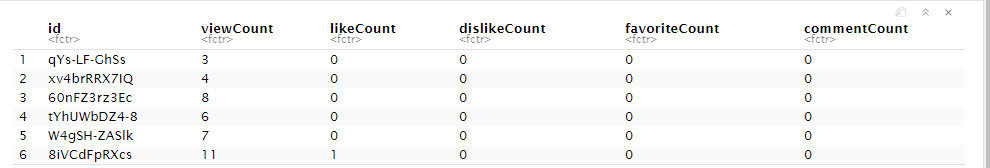 id viewCount likeCount dislikeCount favoriteCount commentCount
<fctr> <fctr> <fctr> <fctr> <fctr> <fctr>
1 qYs-LF-GhSs 3 0 0 0 0
2 xv4brRRX7IQ 4 0 0 0 0
3 60nFZ3rz3Ec 8 0 0 0 0
4 tYhUWbDZ4-8 6 0 0 0 0
5 W4gSH-ZASlk 7 0 0 0 0
6 8iVCdFpRXcs 11 1 0 0 0